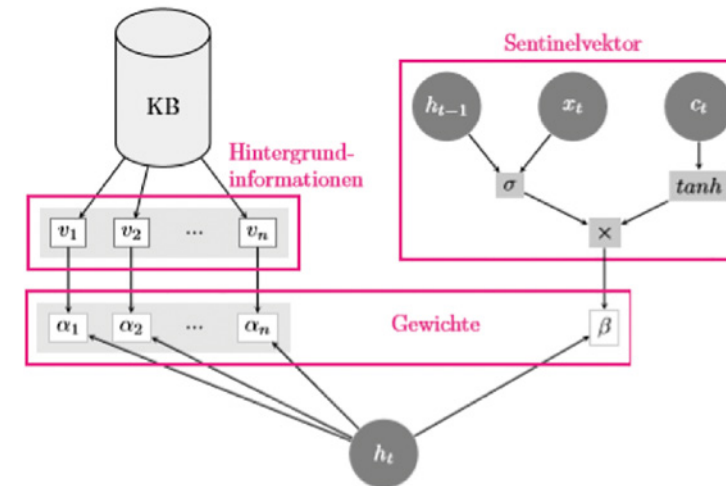 Sentinelvektor
KB
h_{t-1}
x_t
c_t
Hintergrund-
informationen
σ
tanh
v_1 v_2 ... v_n
×
α_1 α_2 ... α_n
Gewichte
β
h_t